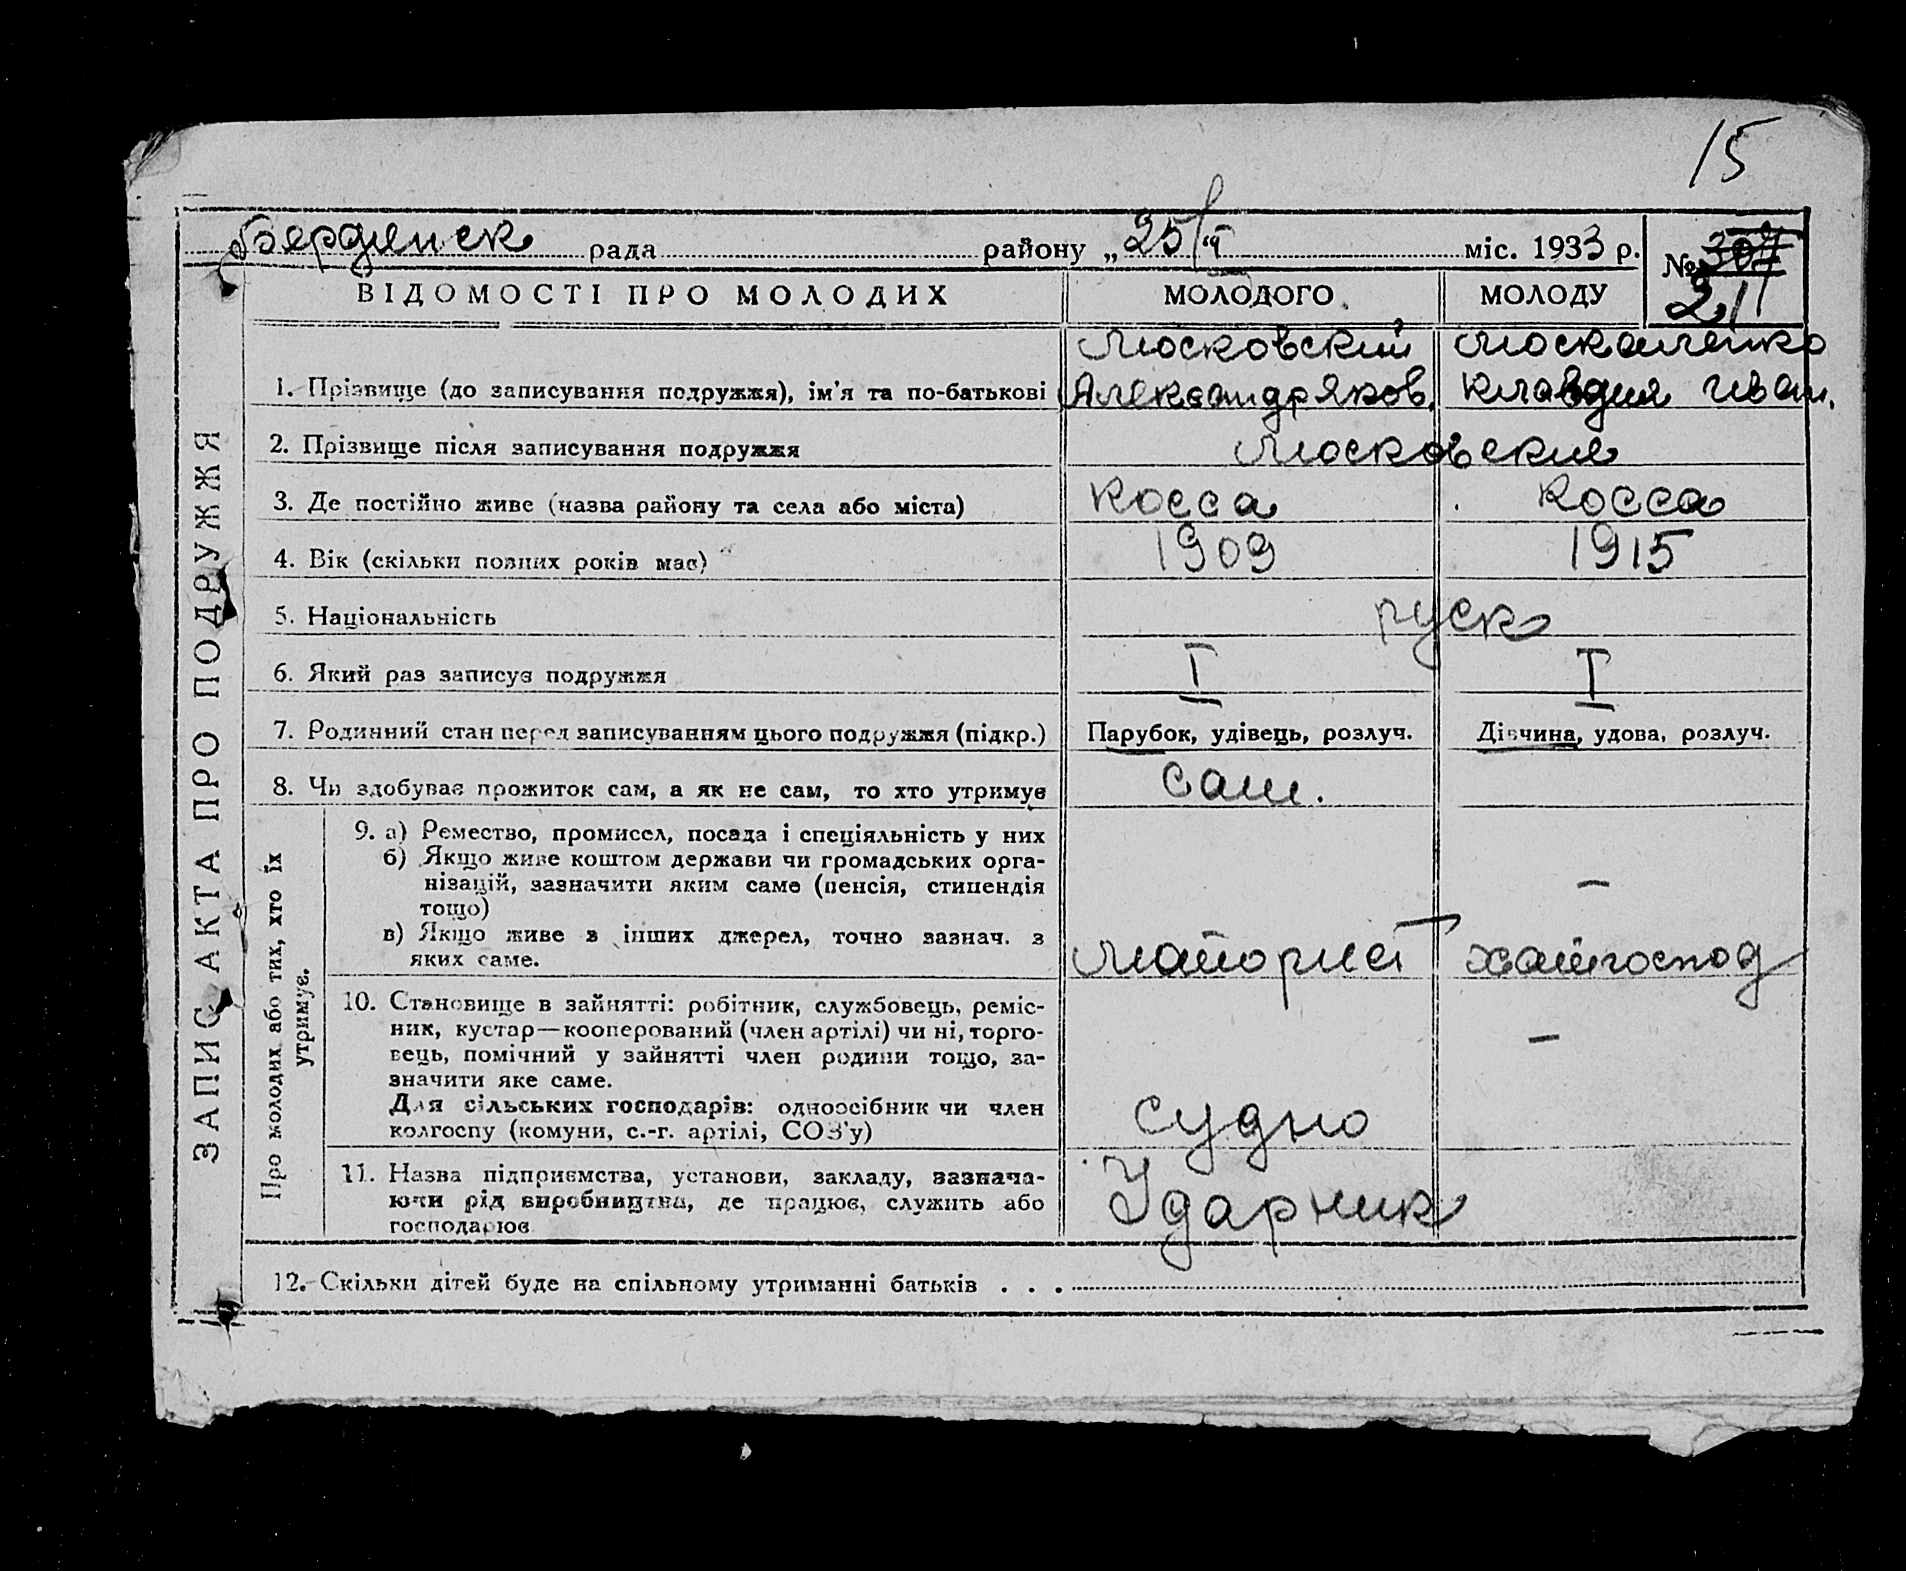 15
Бердянск рада районуу „25/ міс. 1933 р. № 307
211
ВІДОМОСТІ ПРО МОЛОДИХ МОЛОДОГО МОЛОДУ
Московский Москаленко
1. Прізвище (до записування подружжя), ім’я та по-батькові Александр Яков. Клавдия Иван.
2. Прізвище після записування подружжя Московские
3. Де постійно живе (назва району та села або міста) Косса Косса
4. Вік (скільки повних років має) 1909 1915
5. Національність руск
6. Який раз записує подружжя I I
7. Родинний стан перед записуванням цього подружжя (підкр.) Парубок, удівець, розлуч. Дівчина, удова, розлуч.
8. Чи здобуває прожиток сам, а як не сам, то хто утримує сам.
ЗАПИС АКТА ПРО ПОДРУЖЖЯ
Про молодих або тих, хто їх
утримує.
9. а) Ремество, промисел, посада і спеціяльність у них
б) Якщо живе коштом держави чи громадських орга-
нізацій, зазначити яким саме (пенсія, стипендія —
тощо)
в) Якщо живе з інших джерел, точно зазнач. з
яких саме. моторист
10. Становище в зайнятті: робітник, службовець, реміс-
ник, кустар—кооперований (член артілі) чи ні, торго-
вець, помічний у зайнятті член родини тощо, за- —
значити яке саме.
Для сільських господарів: одноосібник чи член
колгоспу (комуни, с.-г. артілі, СОЗ’у) судно
11. Назва підприємства, установи, закладу, зазнача-
ючи рід виробництва, де працює, служить або Ударник
господарює
12. Скільки дітей буде на спільному утриманні батьків . . .